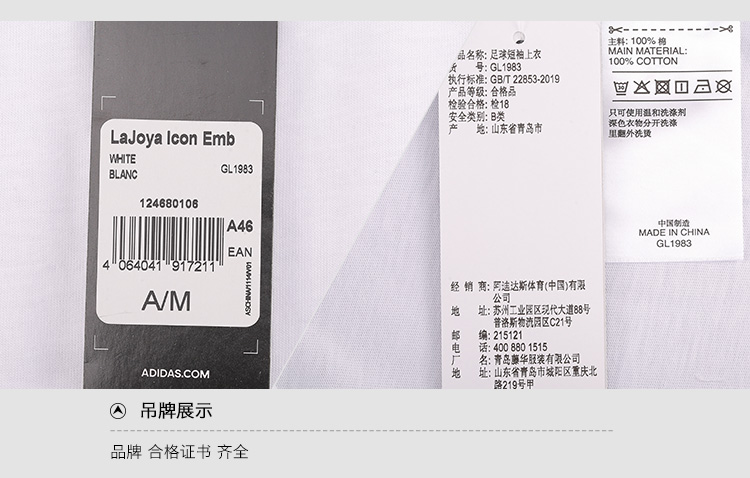 LaJoya Icon Emb
WHITE
BLANC
GL1983
124680106
A46
EAN
4 064041 917211
A/M
ADIDAS.COM
品名称: 足球短袖上衣
货 号: GL1983
执行标准: GB/T 22853-2019
产品等级: 合格品
检验合格: 检18
安全类别: B类
产 地: 山东省青岛市
经 销 商: 阿迪达斯体育(中国)有限
公司
地 址: 苏州工业园区现代大道88号
普洛斯物流园区C21号
邮 编: 215121
电 话: 400 880 1515
厂 名: 青岛藤华服装有限公司
地 址: 山东省青岛市城阳区重庆北
路219号甲
主料: 100% 棉
MAIN MATERIAL:
100% COTTON
只可使用温和洗涤剂
深色衣物分开洗涤
里翻外洗烫
中国制造
MADE IN CHINA
GL1983
吊牌展示
品牌 合格证书 齐全